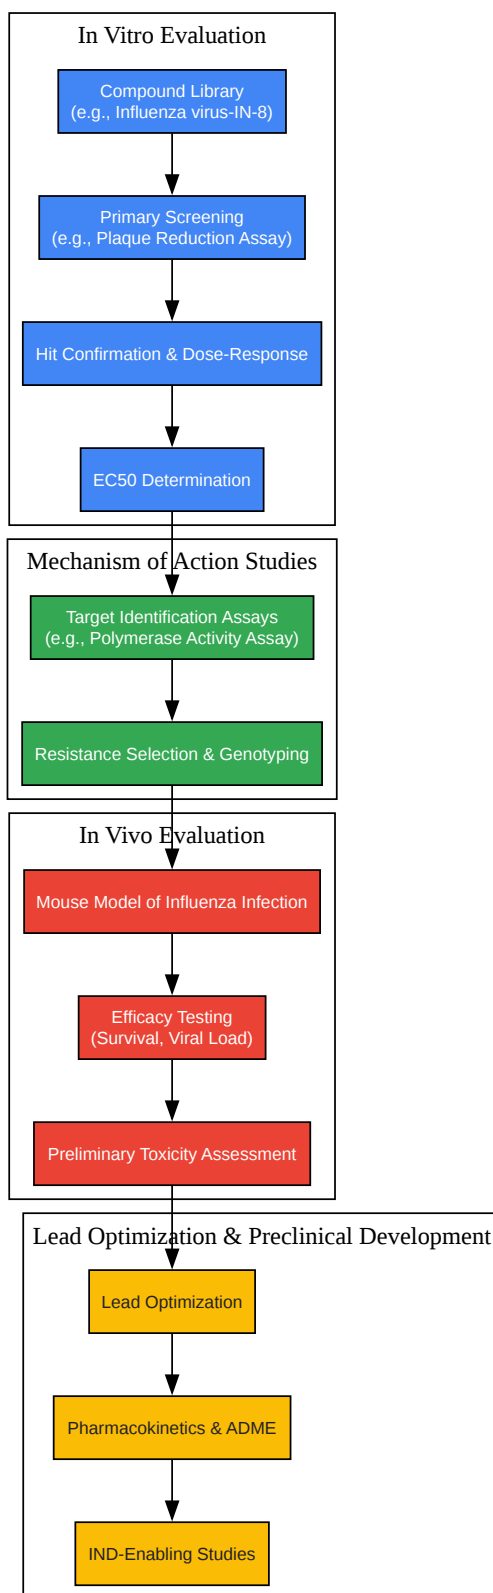 In Vitro Evaluation
Compound Library
(e.g., Influenza virus-IN-8)
Primary Screening
(e.g., Plaque Reduction Assay)
Hit Confirmation & Dose-Response
EC50 Determination
Mechanism of Action Studies
Target Identification Assays
(e.g., Polymerase Activity Assay)
Resistance Selection & Genotyping
In Vivo Evaluation
Mouse Model of Influenza Infection
Efficacy Testing
(Survival, Viral Load)
Preliminary Toxicity Assessment
Lead Optimization & Preclinical Development
Lead Optimization
Pharmacokinetics & ADME
IND-Enabling Studies